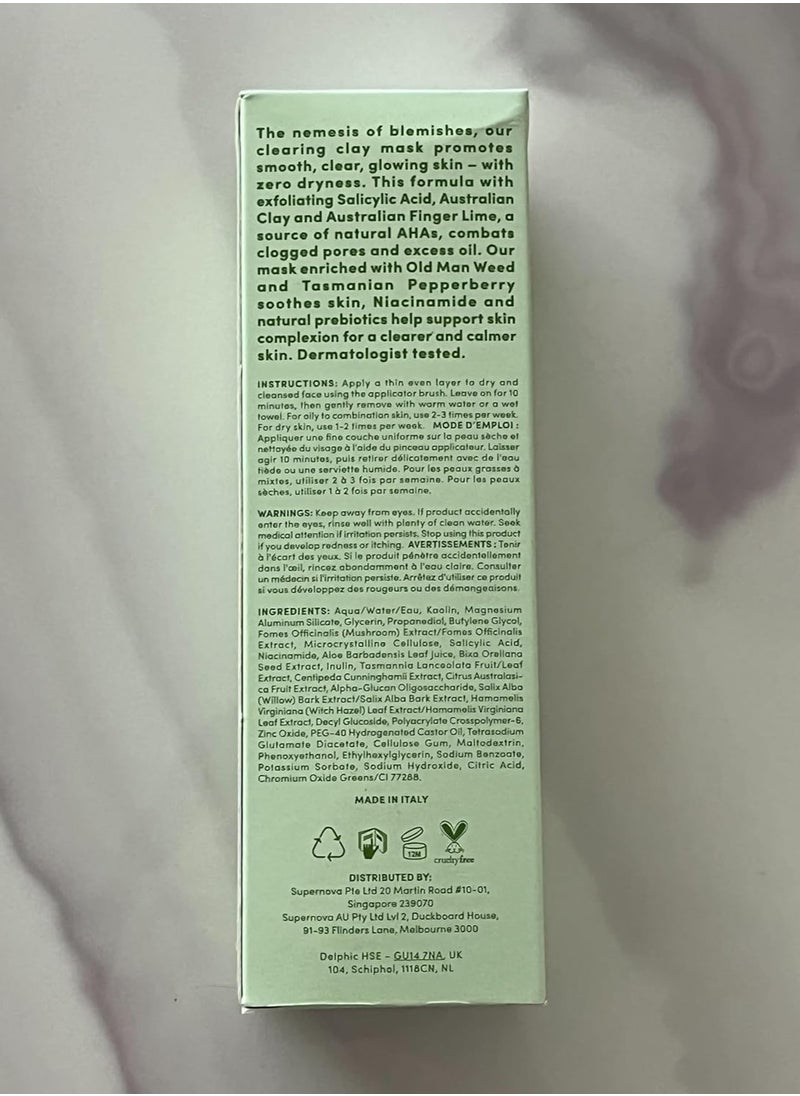 The nemesis of blemishes, our
clearing clay mask promotes
smooth, clear, glowing skin – with
zero dryness. This formula with
exfoliating Salicylic Acid, Australian
Clay and Australian Finger Lime, a
source of natural AHAs, combats
clogged pores and excess oil. Our
mask enriched with Old Man Weed
and Tasmanian Pepperberry
soothes skin, Niacinamide and
natural prebiotics help support skin
complexion for a clearer and calmer
skin. Dermatologist tested.
INSTRUCTIONS: Apply a thin even layer to dry and
cleansed face using the applicator brush. Leave on for 10
minutes, then gently remove with warm water or a wet
towel. For oily to combination skin, use 2-3 times per week.
For dry skin, use 1-2 times per week. MODE D'EMPLOI :
Appliquer une fine couche uniforme sur la peau sèche et
nettoyée du visage à l'aide du pinceau applicateur. Laisser
agir 10 minutes, puis retirer délicatement avec de l'eau
tiède ou une serviette humide. Pour les peaux grasses à
mixtes, utiliser 2 à 3 fois par semaine. Pour les peaux
sèches, utiliser 1 à 2 fois par semaine.
WARNINGS: Keep away from eyes. If product accidentally
enter the eyes, rinse well with plenty of clean water. Seek
medical attention if irritation persists. Stop using this product
if you develop redness or itching. AVERTISSEMENTS : Tenir
à l'écart des yeux. Si le produit pénètre accidentellement
dans l'œil, rincez abondamment à l'eau claire. Consulter
un médecin si l'irritation persiste. Arrêtez d'utiliser ce produit
si vous développez des rougeurs ou des démangeaisons.
INGREDIENTS: Aqua/Water/Eau, Kaolin, Magnesium
Aluminum Silicate, Glycerin, Propanediol, Butylene Glycol,
Fomes Officinalis (Mushroom) Extract/Fomes Officinalis
Extract, Microcrystalline Cellulose, Salicylic Acid,
Niacinamide, Aloe Barbadensis Leaf Juice, Bixa Orellana
Seed Extract, Inulin, Tasmannia Lanceolata Fruit/Leaf
Extract, Centipeda Cunninghamii Extract, Citrus Australasi-
ca Fruit Extract, Alpha-Glucan Oligosaccharide, Salix Alba
(Willow) Bark Extract/Salix Alba Bark Extract, Hamamelis
Virginiana (Witch Hazel) Leaf Extract/Hamamelis Virginiana
Leaf Extract, Decyl Glucoside, Polyacrylate Crosspolymer-6,
Zinc Oxide, PEG-40 Hydrogenated Castor Oil, Tetrasodium
Glutamate Diacetate, Cellulose Gum, Maltodextrin,
Phenoxyethanol, Ethylhexylglycerin, Sodium Benzoate,
Potassium Sorbate, Sodium Hydroxide, Citric Acid,
Chromium Oxide Greens/CI 77288.
MADE IN ITALY
12M
cruelty free
DISTRIBUTED BY:
Supernova Pte Ltd 20 Martin Road #10-01,
Singapore 239070
Supernova AU Pty Ltd Lvl 2, Duckboard House,
91-93 Flinders Lane, Melbourne 3000
Delphic HSE – GU14 7NA, UK
104, Schiphol, 1118CN, NL